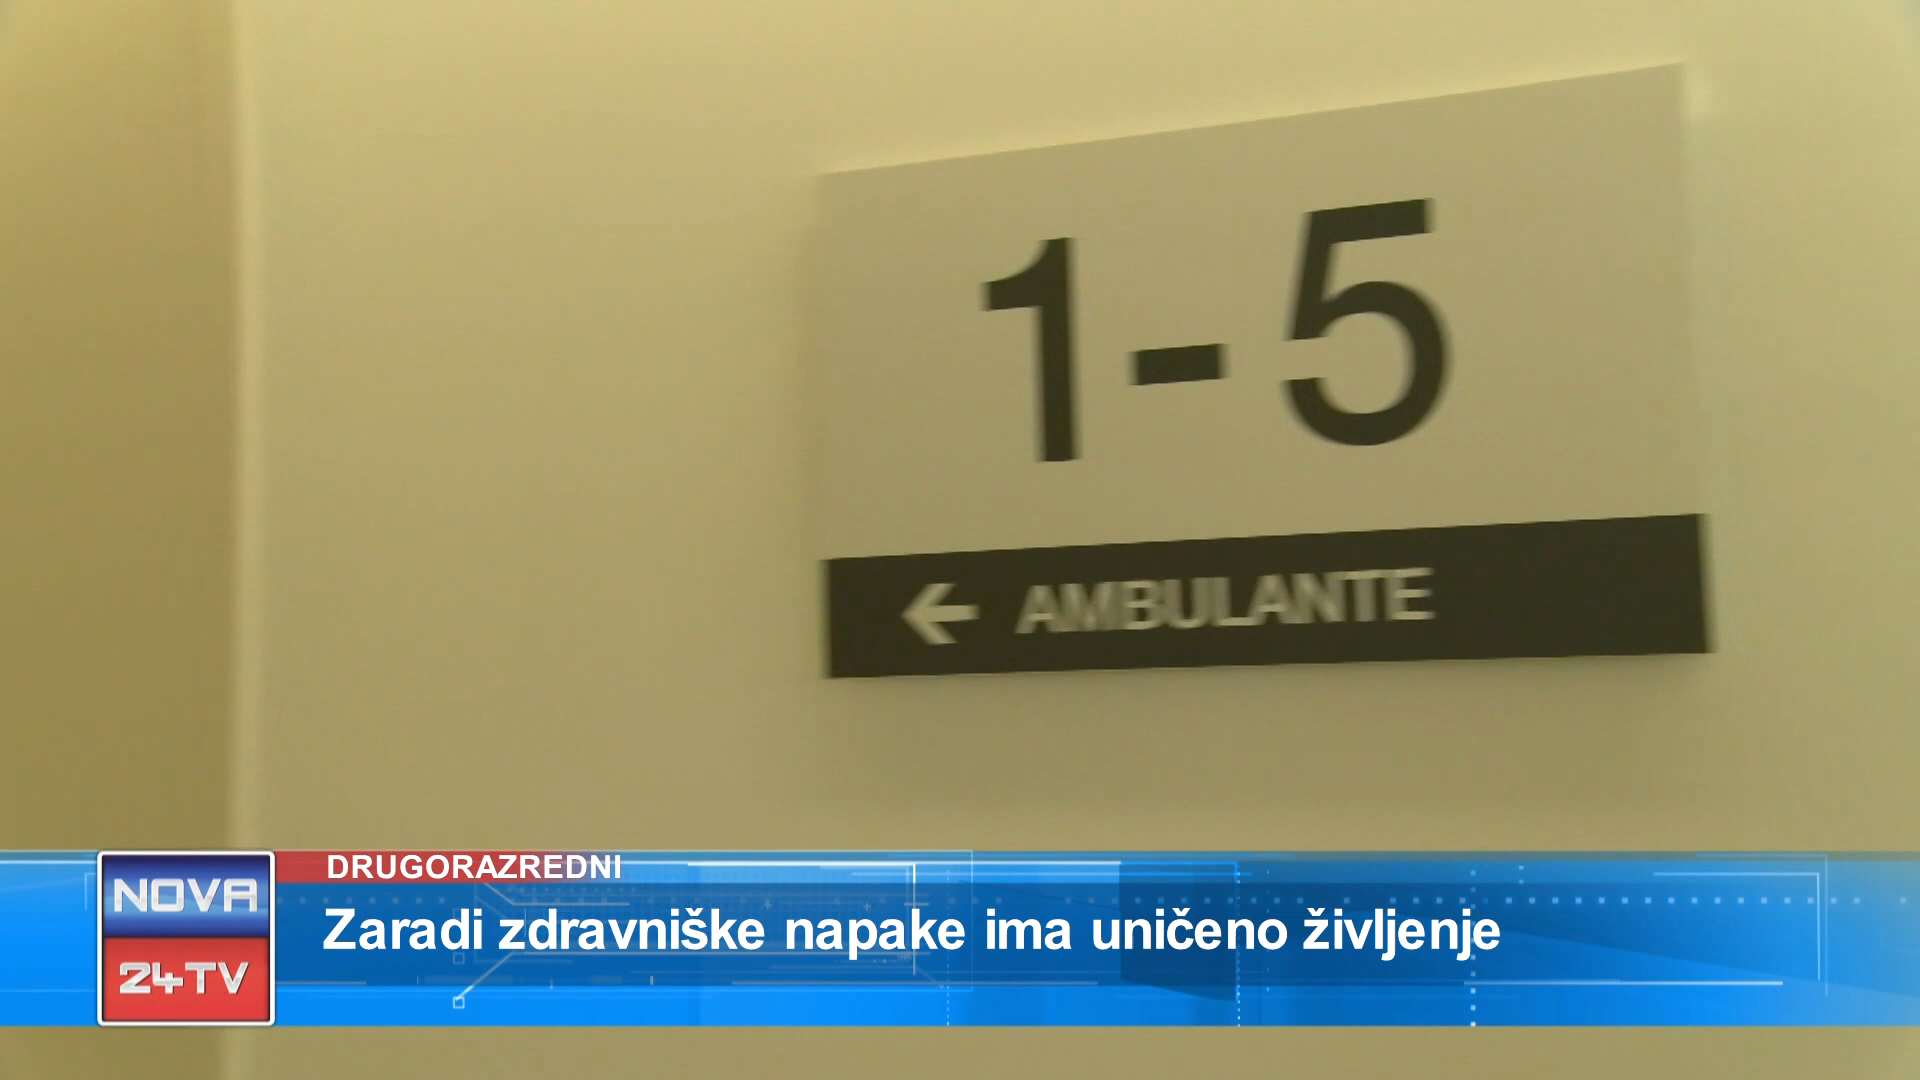 1-5
← AMBULANTE
DRUGORAZREDNI
Zaradi zdravniške napake ima uničeno življenje
NOVA
24TV